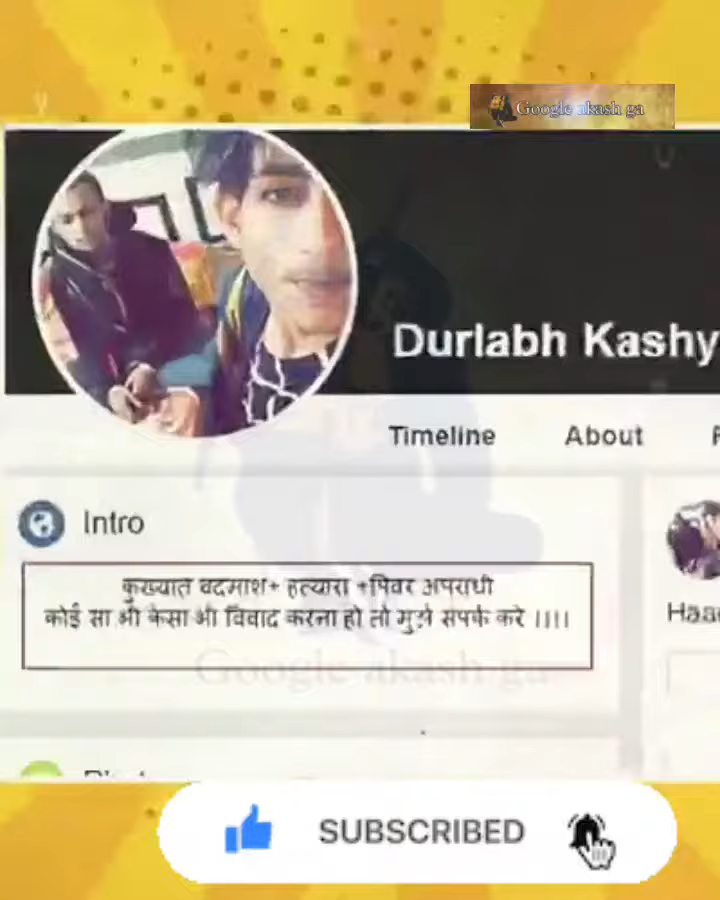 Google akash ga
Durlabh Kashy
Timeline About
Intro
कुख्यात बदमाश+ हत्यारा +पिवर अपराधी
कोई सा भी केसा भी विवाद करना हो तो मुझे संपर्क करे ।।।।
Haa
Google akash ga
SUBSCRIBED